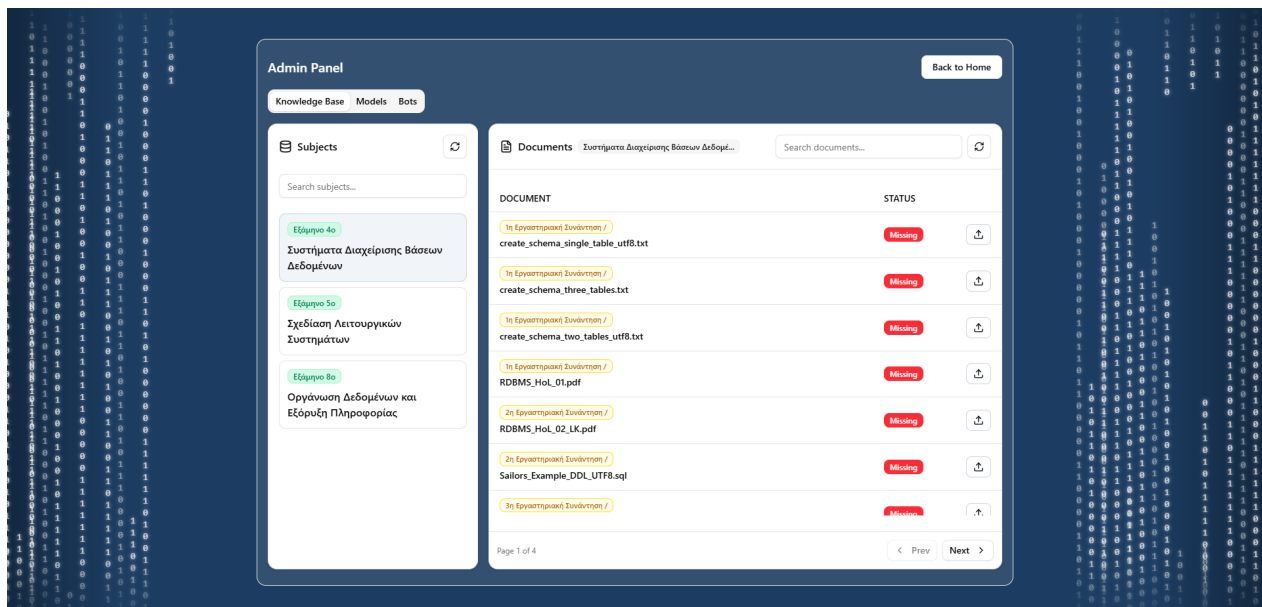 Admin Panel
Back to Home
Knowledge Base Models Bots
Subjects
Search subjects...
Εξάμηνο 4ο
Συστήματα Διαχείρισης Βάσεων
Δεδομένων
Εξάμηνο 5ο
Σχεδίαση Λειτουργικών
Συστημάτων
Εξάμηνο 8ο
Οργάνωση Δεδομένων και
Εξόρυξη Πληροφορίας
Documents Συστήματα Διαχείρισης Βάσεων Δεδομέ... Search documents...
DOCUMENT STATUS
1η Εργαστηριακή Συνάντηση /
create_schema_single_table_utf8.txt
Missing
1η Εργαστηριακή Συνάντηση /
create_schema_three_tables.txt
Missing
1η Εργαστηριακή Συνάντηση /
create_schema_two_tables_utf8.txt
Missing
1η Εργαστηριακή Συνάντηση /
RDBMS_HoL_01.pdf
Missing
2η Εργαστηριακή Συνάντηση /
RDBMS_HoL_02_LK.pdf
Missing
2η Εργαστηριακή Συνάντηση /
Sailors_Example_DDL_UTF8.sql
Missing
3η Εργαστηριακή Συνάντηση /
Missing
Page 1 of 4
Prev Next